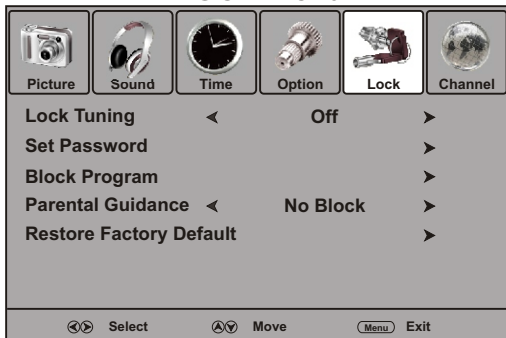 Picture Sound Time Option Lock Channel
Lock Tuning Off
Set Password
Block Program
Parental Guidance No Block
Restore Factory Default
Select Move Menu Exit